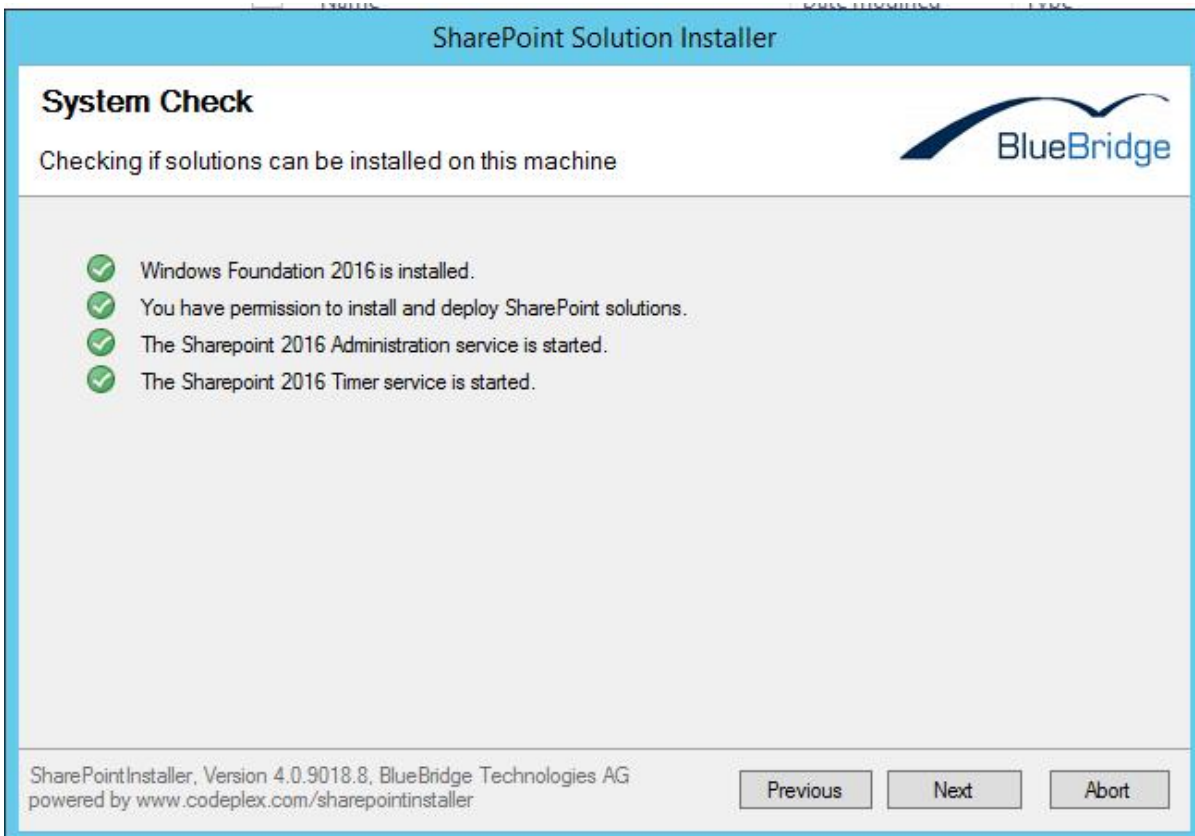 SharePoint Solution Installer
System Check
Checking if solutions can be installed on this machine
BlueBridge
Windows Foundation 2016 is installed.
You have permission to install and deploy SharePoint solutions.
The Sharepoint 2016 Administration service is started.
The Sharepoint 2016 Timer service is started.
SharePointInstaller, Version 4.0.9018.8, BlueBridge Technologies AG
powered by www.codeplex.com/sharepointinstaller
Previous Next Abort